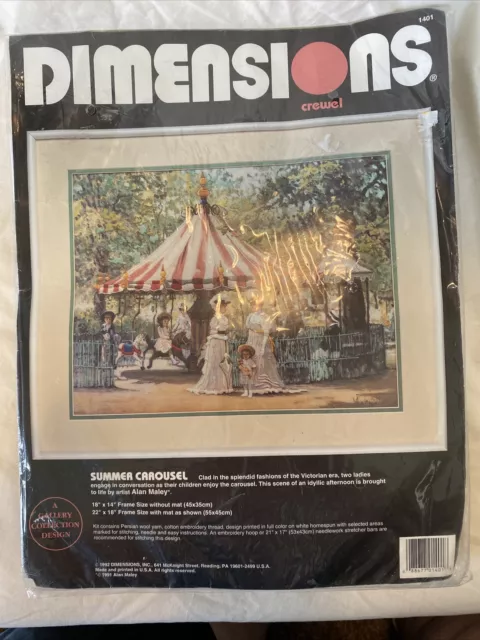 1401
DIMENSIONS®
crewel
SUMMER CAROUSEL Clad in the splendid fashions of the Victorian era, two ladies
engage in conversation as their children enjoy the carousel. This scene of an idyllic afternoon is brought
to life by artist Alan Maley*.
18" x 14" Frame Size without mat (45x35cm)
22" x 18" Frame Size with mat as shown (55x45cm)
GALLERY
COLLECTION
DESIGN
Kit contains Persian wool yarn, cotton embroidery thread, design printed in full color on white homespun with selected areas
marked for stitching, needle and easy instructions. An embroidery hoop or 21" x 17" (53x43cm) needlework stretcher bars are
recommended for stitching this design.
© 1992 DIMENSIONS, INC., 641 McKnight Street, Reading, PA 19601-2499 U.S.A.
Made and printed in U.S.A. All rights reserved.
*© 1991 Alan Maley